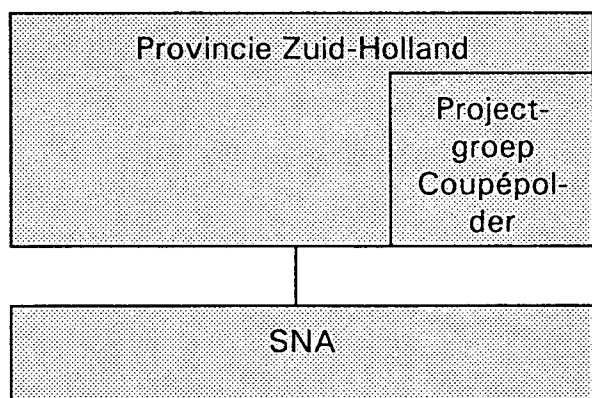 Provincie Zuid-Holland
Project-
groep
Coupépol-
der
SNA